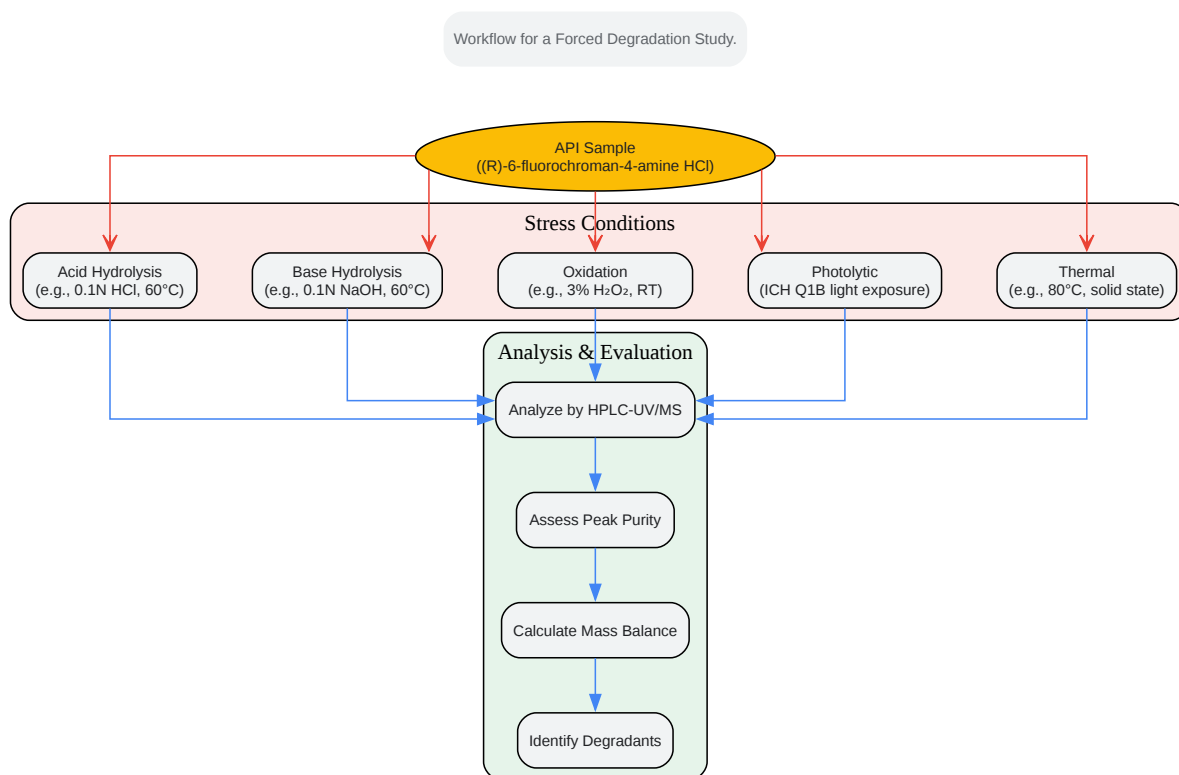 Workflow for a Forced Degradation Study.
API Sample
((R)-6-fluorochroman-4-amine HCl)
Stress Conditions
Acid Hydrolysis
(e.g., 0.1N HCl, 60°C)
Base Hydrolysis
(e.g., 0.1N NaOH, 60°C)
Oxidation
(e.g., 3% H₂O₂, RT)
Photolytic
(ICH Q1B light exposure)
Thermal
(e.g., 80°C, solid state)
Analysis & Evaluation
Analyze by HPLC-UV/MS
Assess Peak Purity
Calculate Mass Balance
Identify Degradants